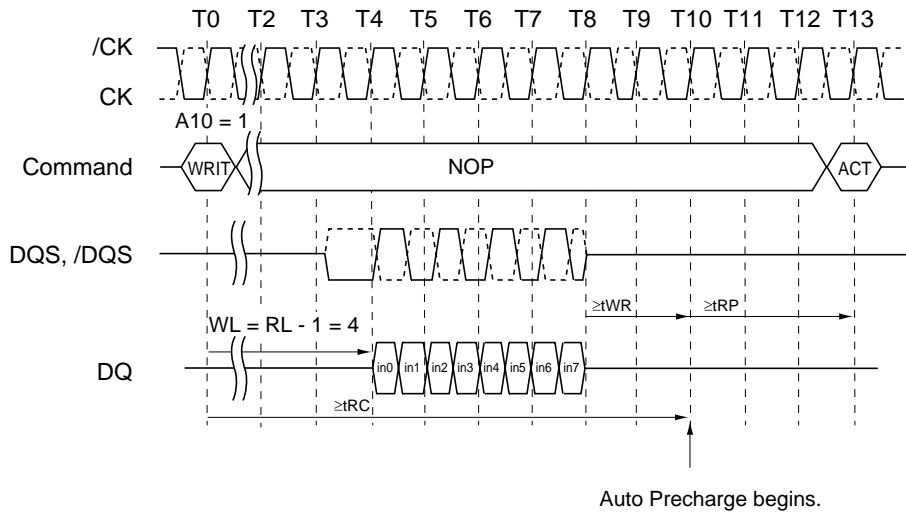 T0 T2 T3 T4 T5 T6 T7 T8 T9 T10 T11 T12 T13
/CK
CK
A10 = 1
Command WRIT NOP ACT
DQS, /DQS
≥tWR ≥tRP
WL = RL - 1 = 4
DQ in0 in1 in2 in3 in4 in5 in6 in7
≥tRC
Auto Precharge begins.